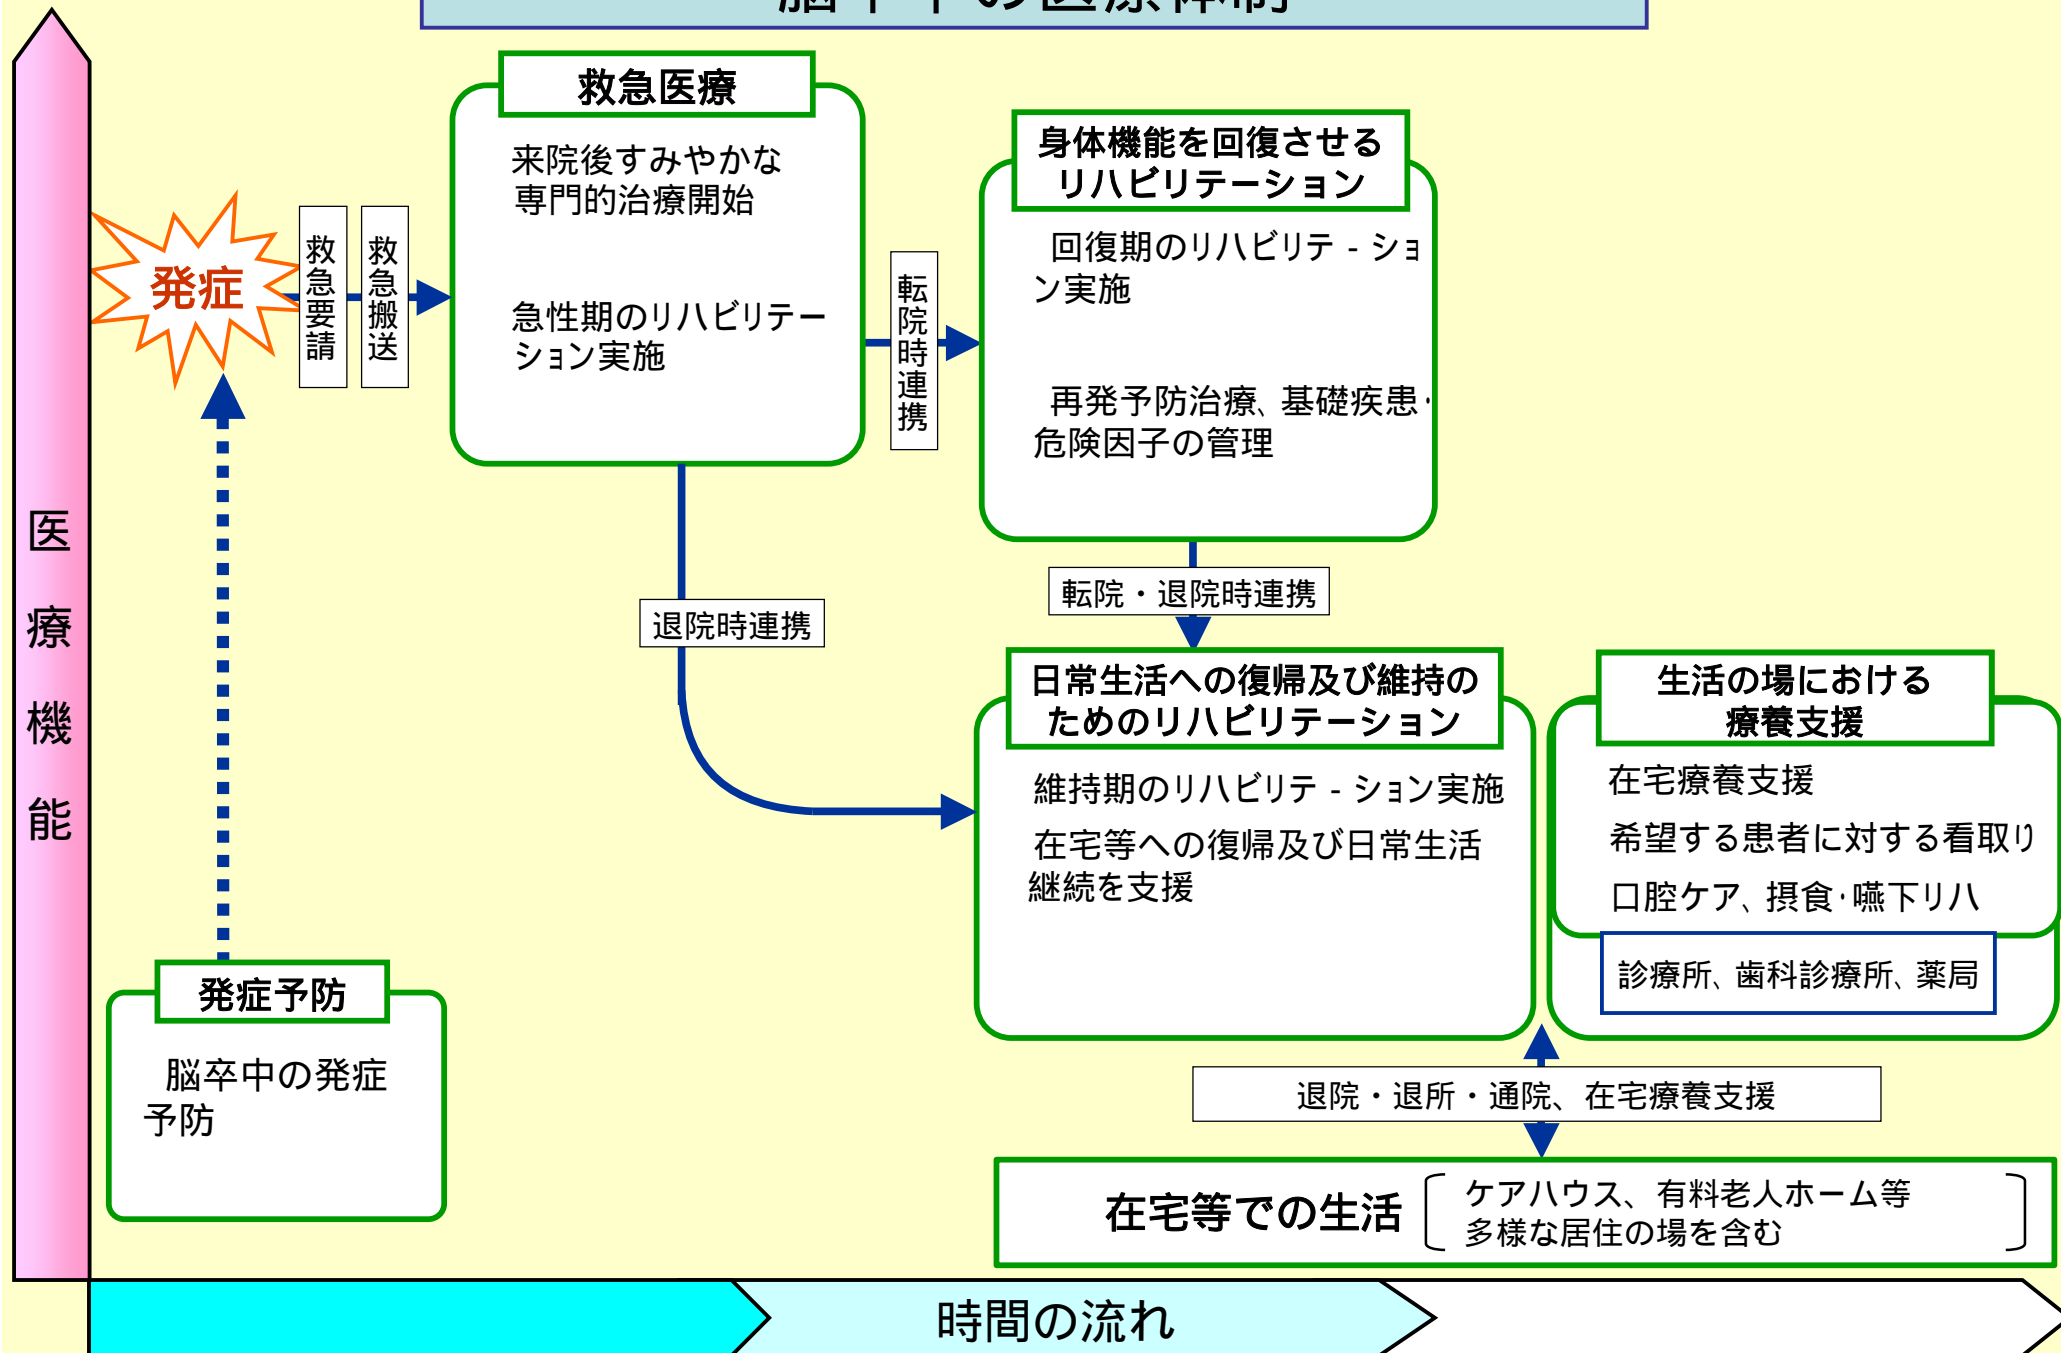 脳卒中の医療体制
救急医療
来院後すみやかな
専門的治療開始
急性期のリハビリテー
ション実施
身体機能を回復させる
リハビリテーション
回復期のリハビリテ‐ショ
ン実施
再発予防治療、基礎疾患・
危険因子の管理
発症
救急要請
救急搬送
転院時連携
医療機能
退院時連携
転院・退院時連携
日常生活への復帰及び維持の
ためのリハビリテーション
維持期のリハビリテ‐ション実施
在宅等への復帰及び日常生活
継続を支援
生活の場における
療養支援
在宅療養支援
希望する患者に対する看取り
口腔ケア、摂食・嚥下リハ
診療所、歯科診療所、薬局
発症予防
脳卒中の発症
予防
退院・退所・通院、在宅療養支援
在宅等での生活
ケアハウス、有料老人ホーム等
多様な居住の場を含む
時間の流れ